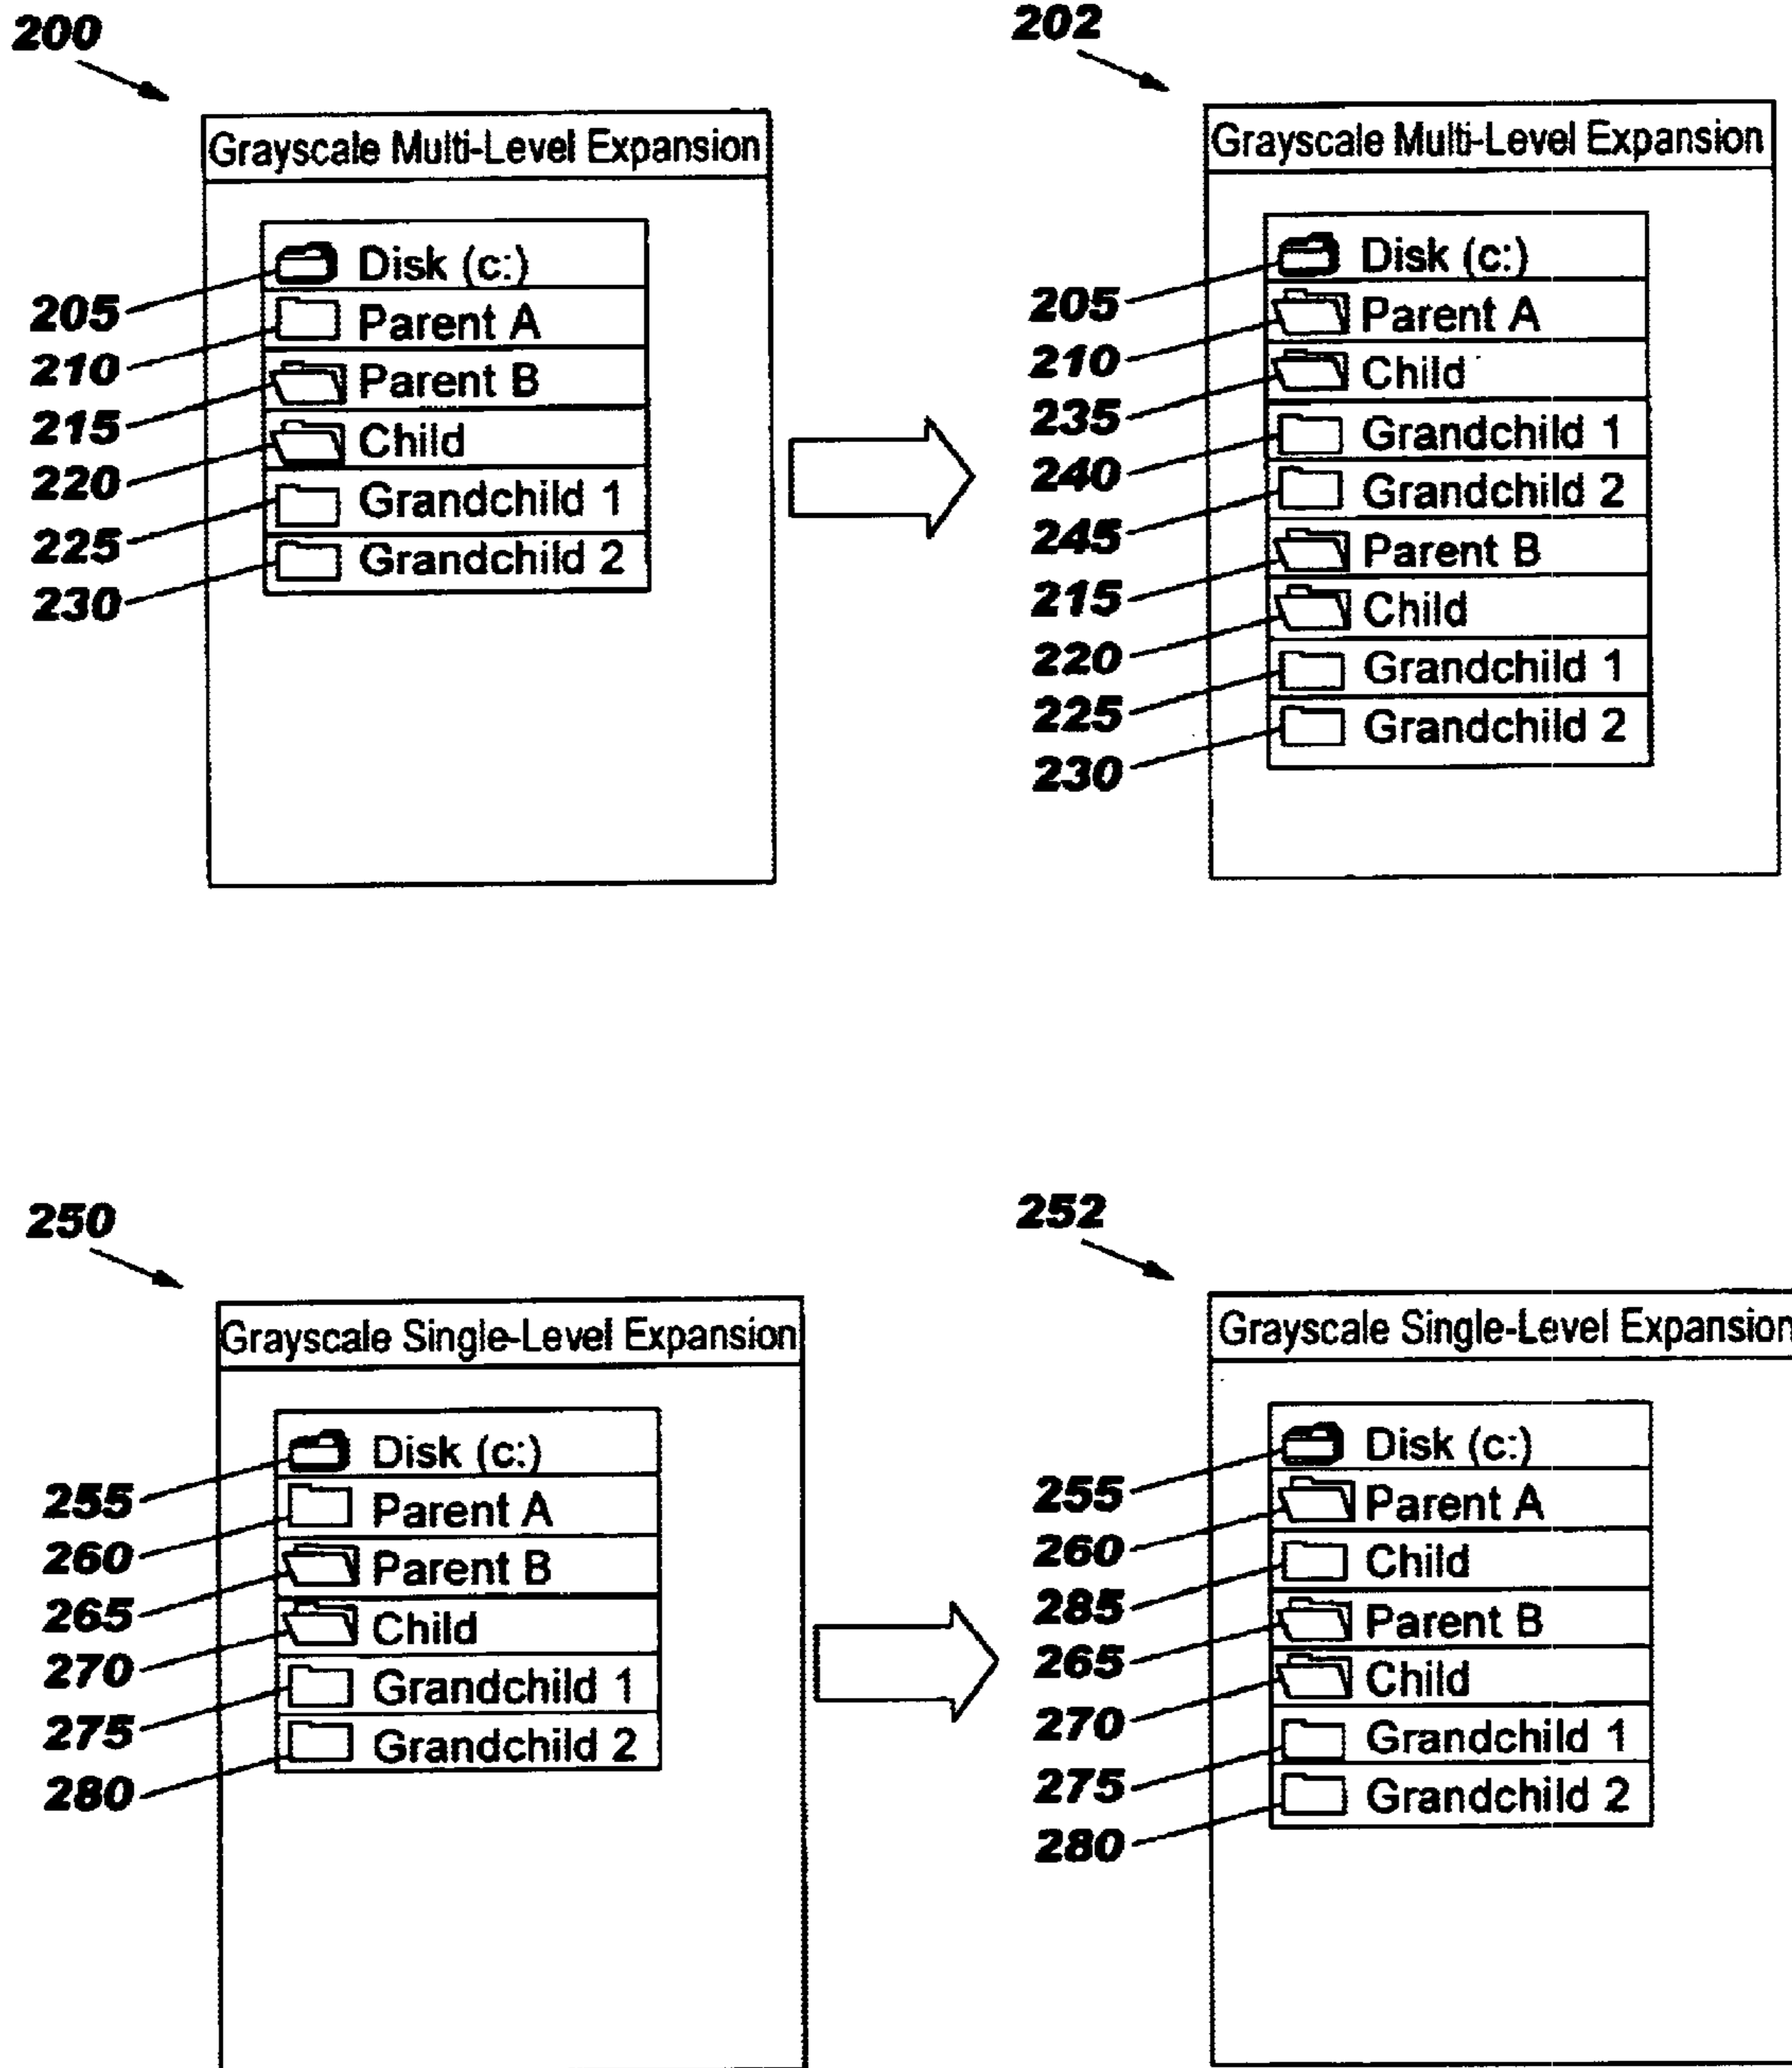 200
Grayscale Multi-Level Expansion
Disk (c:)
205
Parent A
210
Parent B
215
Child
220
Grandchild 1
225
Grandchild 2
230
202
Grayscale Multi-Level Expansion
Disk (c:)
205
Parent A
210
Child
235
Grandchild 1
240
Grandchild 2
245
Parent B
215
Child
220
Grandchild 1
225
Grandchild 2
230
250
Grayscale Single-Level Expansion
Disk (c:)
255
Parent A
260
Parent B
265
Child
270
Grandchild 1
275
Grandchild 2
280
252
Grayscale Single-Level Expansion
Disk (c:)
255
Parent A
260
Child
285
Parent B
265
Child
270
Grandchild 1
275
Grandchild 2
280